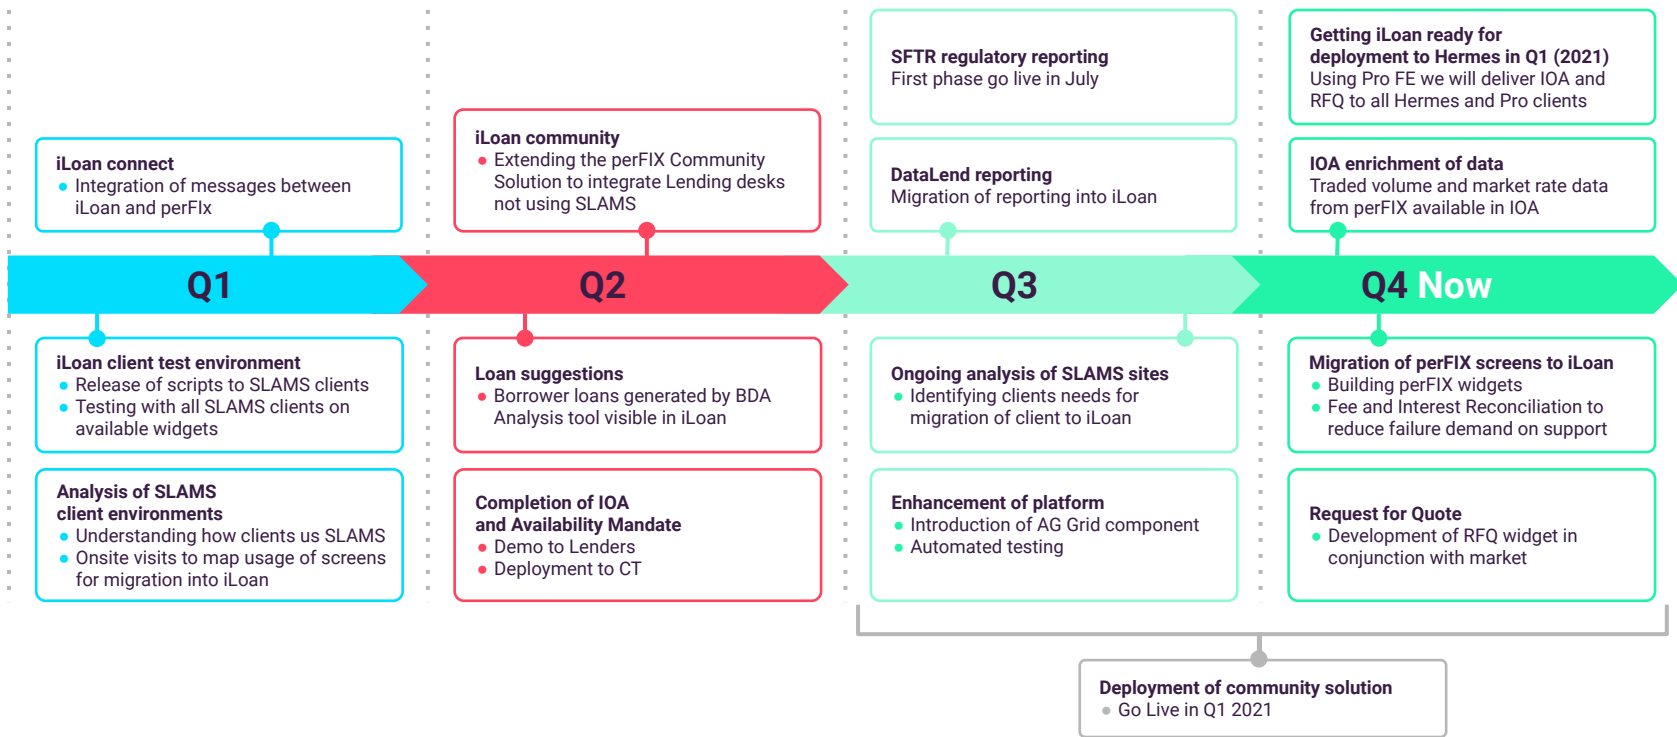 iLoan connect
Integration of messages between
iLoan and perFIx
iLoan community
Extending the perFIX Community
Solution to integrate Lending desks
not using SLAMS
SFTR regulatory reporting
First phase go live in July
DataLend reporting
Migration of reporting into iLoan
Getting iLoan ready for
deployment to Hermes in Q1 (2021)
Using Pro FE we will deliver IOA and
RFQ to all Hermes and Pro clients
IOA enrichment of data
Traded volume and market rate data
from perFIX available in IOA
Q1
Q2
Q3
Q4 Now
iLoan client test environment
Release of scripts to SLAMS clients
Testing with all SLAMS clients on
available widgets
Analysis of SLAMS
client environments
Understanding how clients us SLAMS
Onsite visits to map usage of screens
for migration into iLoan
Loan suggestions
Borrower loans generated by BDA
Analysis tool visible in iLoan
Completion of IOA
and Availability Mandate
Demo to Lenders
Deployment to CT
Ongoing analysis of SLAMS sites
Identifying clients needs for
migration of client to iLoan
Enhancement of platform
Introduction of AG Grid component
Automated testing
Migration of perFIX screens to iLoan
Building perFIX widgets
Fee and Interest Reconciliation to
reduce failure demand on support
Request for Quote
Development of RFQ widget in
conjunction with market
Deployment of community solution
Go Live in Q1 2021